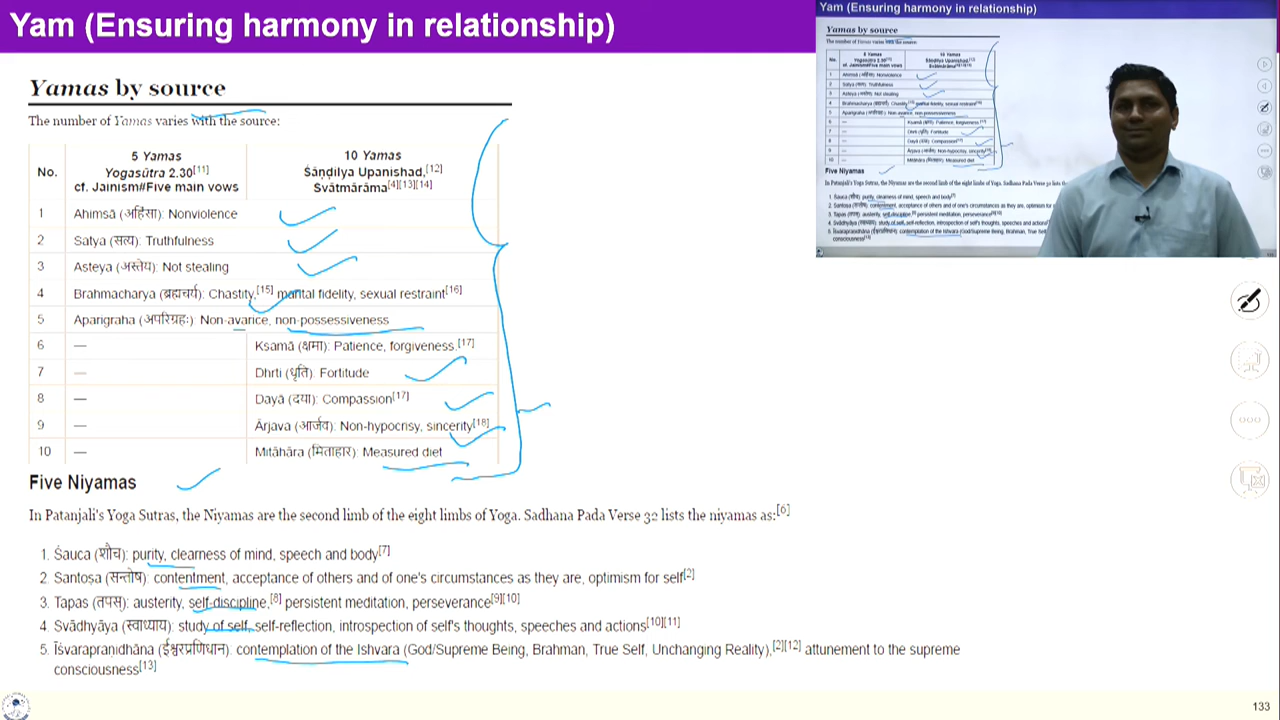 Yam (Ensuring harmony in relationship)
Yamas by source
The number of Yamas varies with the source:
No.
5 Yamas
Yogasutra 2.30[11]
cf. Jainism#Five main vows
10 Yamas
Śāṇḍilya Upanishad,[12]
Svātmārāma[4][13][14]
1 Ahiṃsā (अहिंसा): Nonviolence
2 Satya (सत्य): Truthfulness
3 Asteya (अस्तेय): Not stealing
4 Brahmacharya (ब्रह्मचर्य): Chastity,[15] marital fidelity, sexual restraint[16]
5 Aparigraha (अपरिग्रहः) Non-avarice, non-possessiveness
6 — Kṣamā (क्षमा): Patience, forgiveness.[17]
7 — Dhrti (धृति). Fortitude
8 — Dayā (दया): Compassion[17]
9 — Ārjava (आर्जव): Non-hypocrisy, sincerity[18]
10 — Mitāhāra (मिताहार): Measured diet
Five Niyamas
In Patanjali's Yoga Sutras, the Niyamas are the second limb of the eight limbs of Yoga. Sadhana Pada Verse 32 lists the niyamas as:[6]
1. Śauca (शौच): purity, clearness of mind, speech and body[7]
2. Santoṣa (सन्तोष): contentment, acceptance of others and of one's circumstances as they are, optimism for self[2]
3. Tapas (तपस): austerity, self-discipline,[8] persistent meditation, perseverance[9][10]
4. Svādhyāya (स्वाध्याय): study of self, self-reflection, introspection of self's thoughts, speeches and actions[10][11]
5. Īśvarapraṇidhāna (ईश्वरप्रणिधान). contemplation of the Ishvara (God/Supreme Being, Brahman, True Self, Unchanging Reality),[2][12] attunement to the supreme
consciousness[13]
133
Yam (Ensuring harmony in relationship)
Yamas by source
Five Niyamas